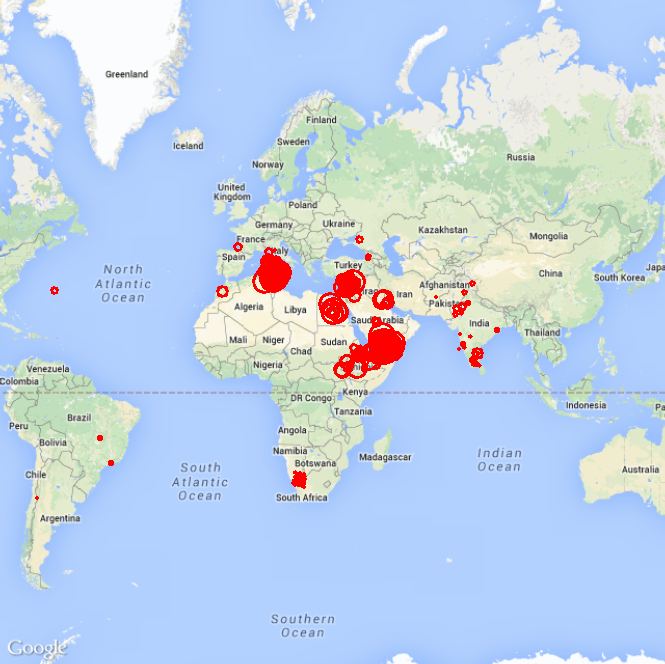 Greenland
Iceland
Finland
Sweden
Norway
Russia
United
Kingdom
Poland
Germany
Ukraine
Kazakhstan
Mongolia
France
Italy
Spain
Turkey
North
Atlantic
Ocean
Afghanistan
China
South Korea
Japa
Iraq
Iran
Pakistan
Algeria
Libya
Saudi Arabia
India
Mali
Niger
Sudan
Chad
Thailand
Nigeria
Venezuela
Colombia
Kenya
DR Congo
Indonesia
Tanzania
Peru
Brazil
Bolivia
Angola
Namibia
Madagascar
Botswana
Indian
Ocean
South
Atlantic
Ocean
Chile
Australia
South Africa
Argentina
Southern
Ocean
Google